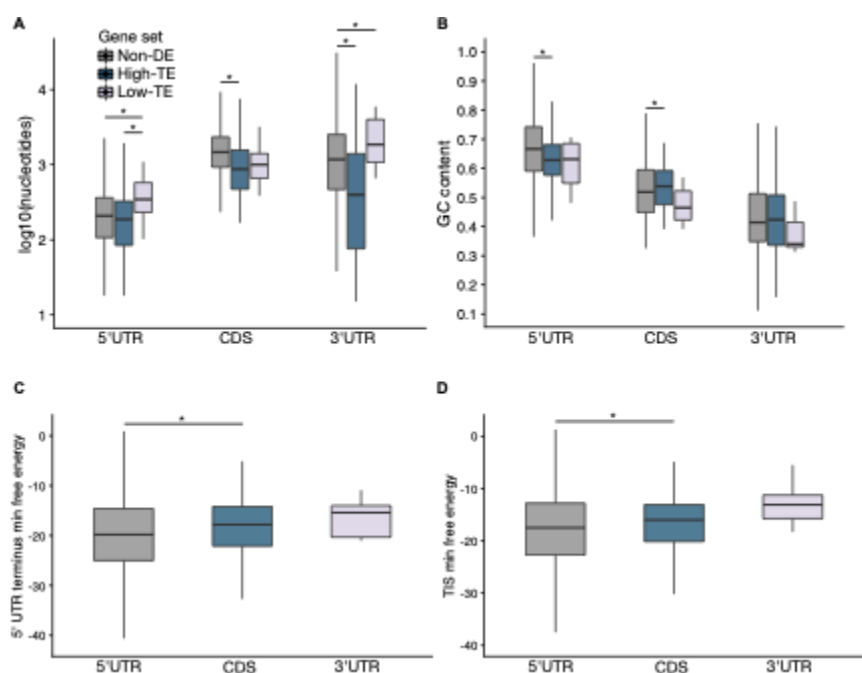 A
Gene set
Non-DE
High-TE
Low-TE
*
*
*
*
*
log10(nucleotides)
4
3
2
1
5'UTR CDS 3'UTR
B
*
*
GC content
1.0
0.9
0.8
0.7
0.6
0.5
0.4
0.3
0.2
0.1
5'UTR CDS 3'UTR
C
*
5' UTR terminus min free energy
0
-10
-20
-30
-40
5'UTR CDS 3'UTR
D
*
TIS min free energy
0
-10
-20
-30
-40
5'UTR CDS 3'UTR